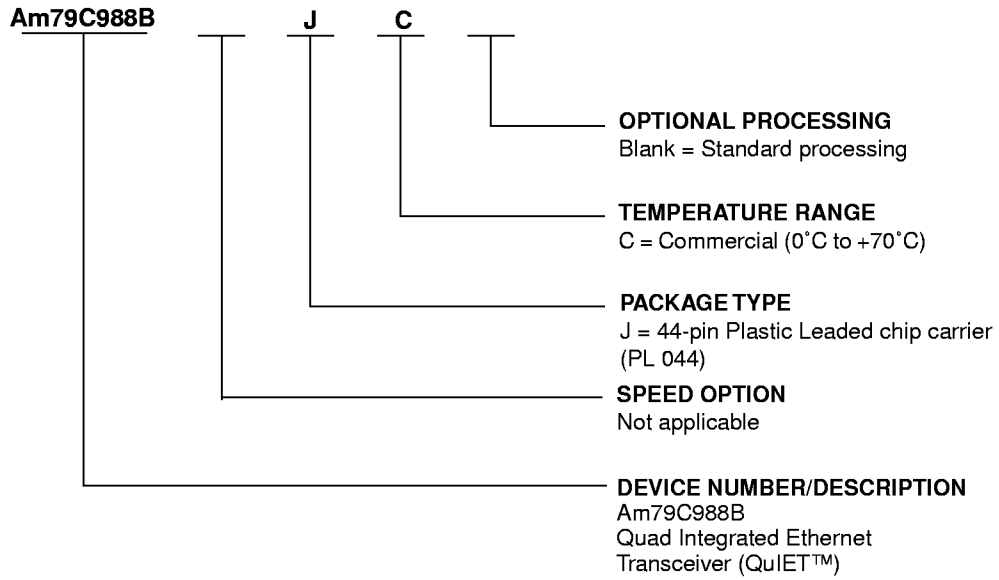 Am79C988B J C
OPTIONAL PROCESSING
Blank = Standard processing
TEMPERATURE RANGE
C = Commercial (0˚C to +70˚C)
PACKAGE TYPE
J = 44-pin Plastic Leaded chip carrier
(PL 044)
SPEED OPTION
Not applicable
DEVICE NUMBER/DESCRIPTION
Am79C988B
Quad Integrated Ethernet
Transceiver (QuIET™)